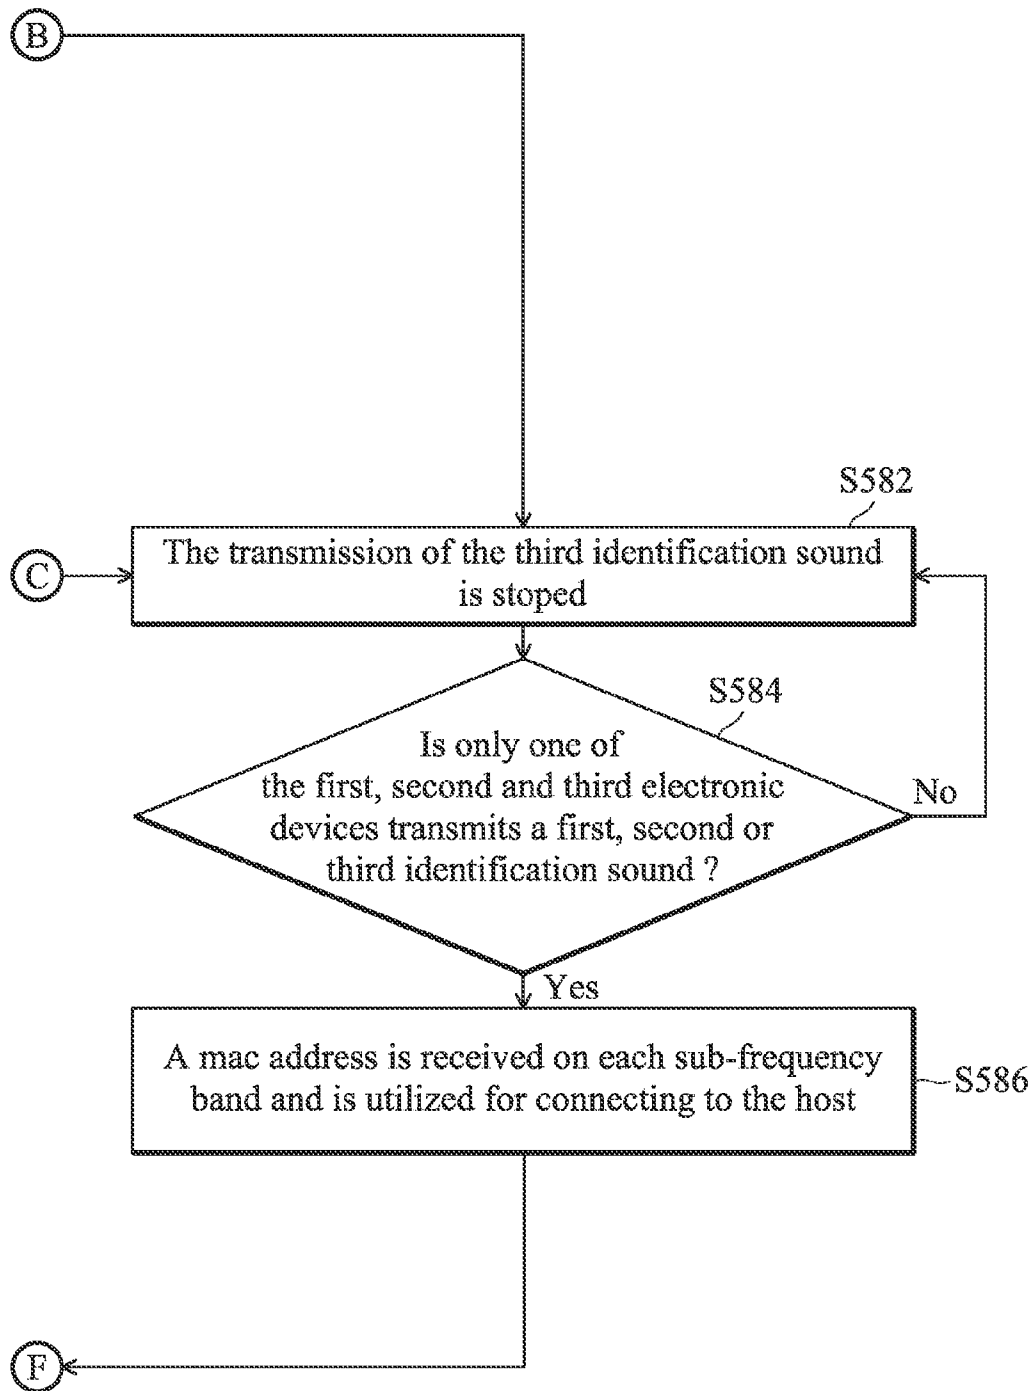 B
S582
The transmission of the third identification sound
is stoped
C
S584
Is only one of
the first, second and third electronic
devices transmits a first, second or
third identification sound ?
No
Yes
A mac address is received on each sub-frequency
band and is utilized for connecting to the host
S586
F